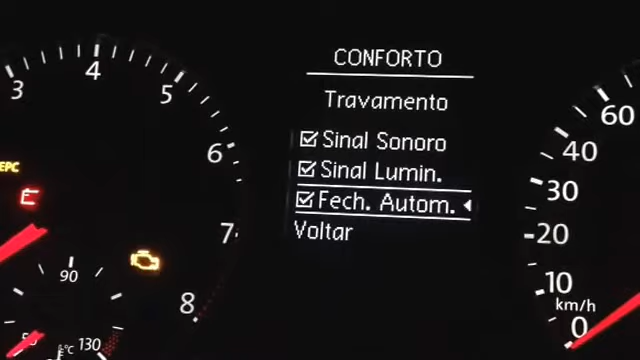 CONFORTO
Travamento
Sinal Sonoro
Sinal Lumin.
Fech. Autom.
Voltar
3
4
5
6
7
8
EPC
E
90
130
°C
60
40
30
20
10
0
km/h